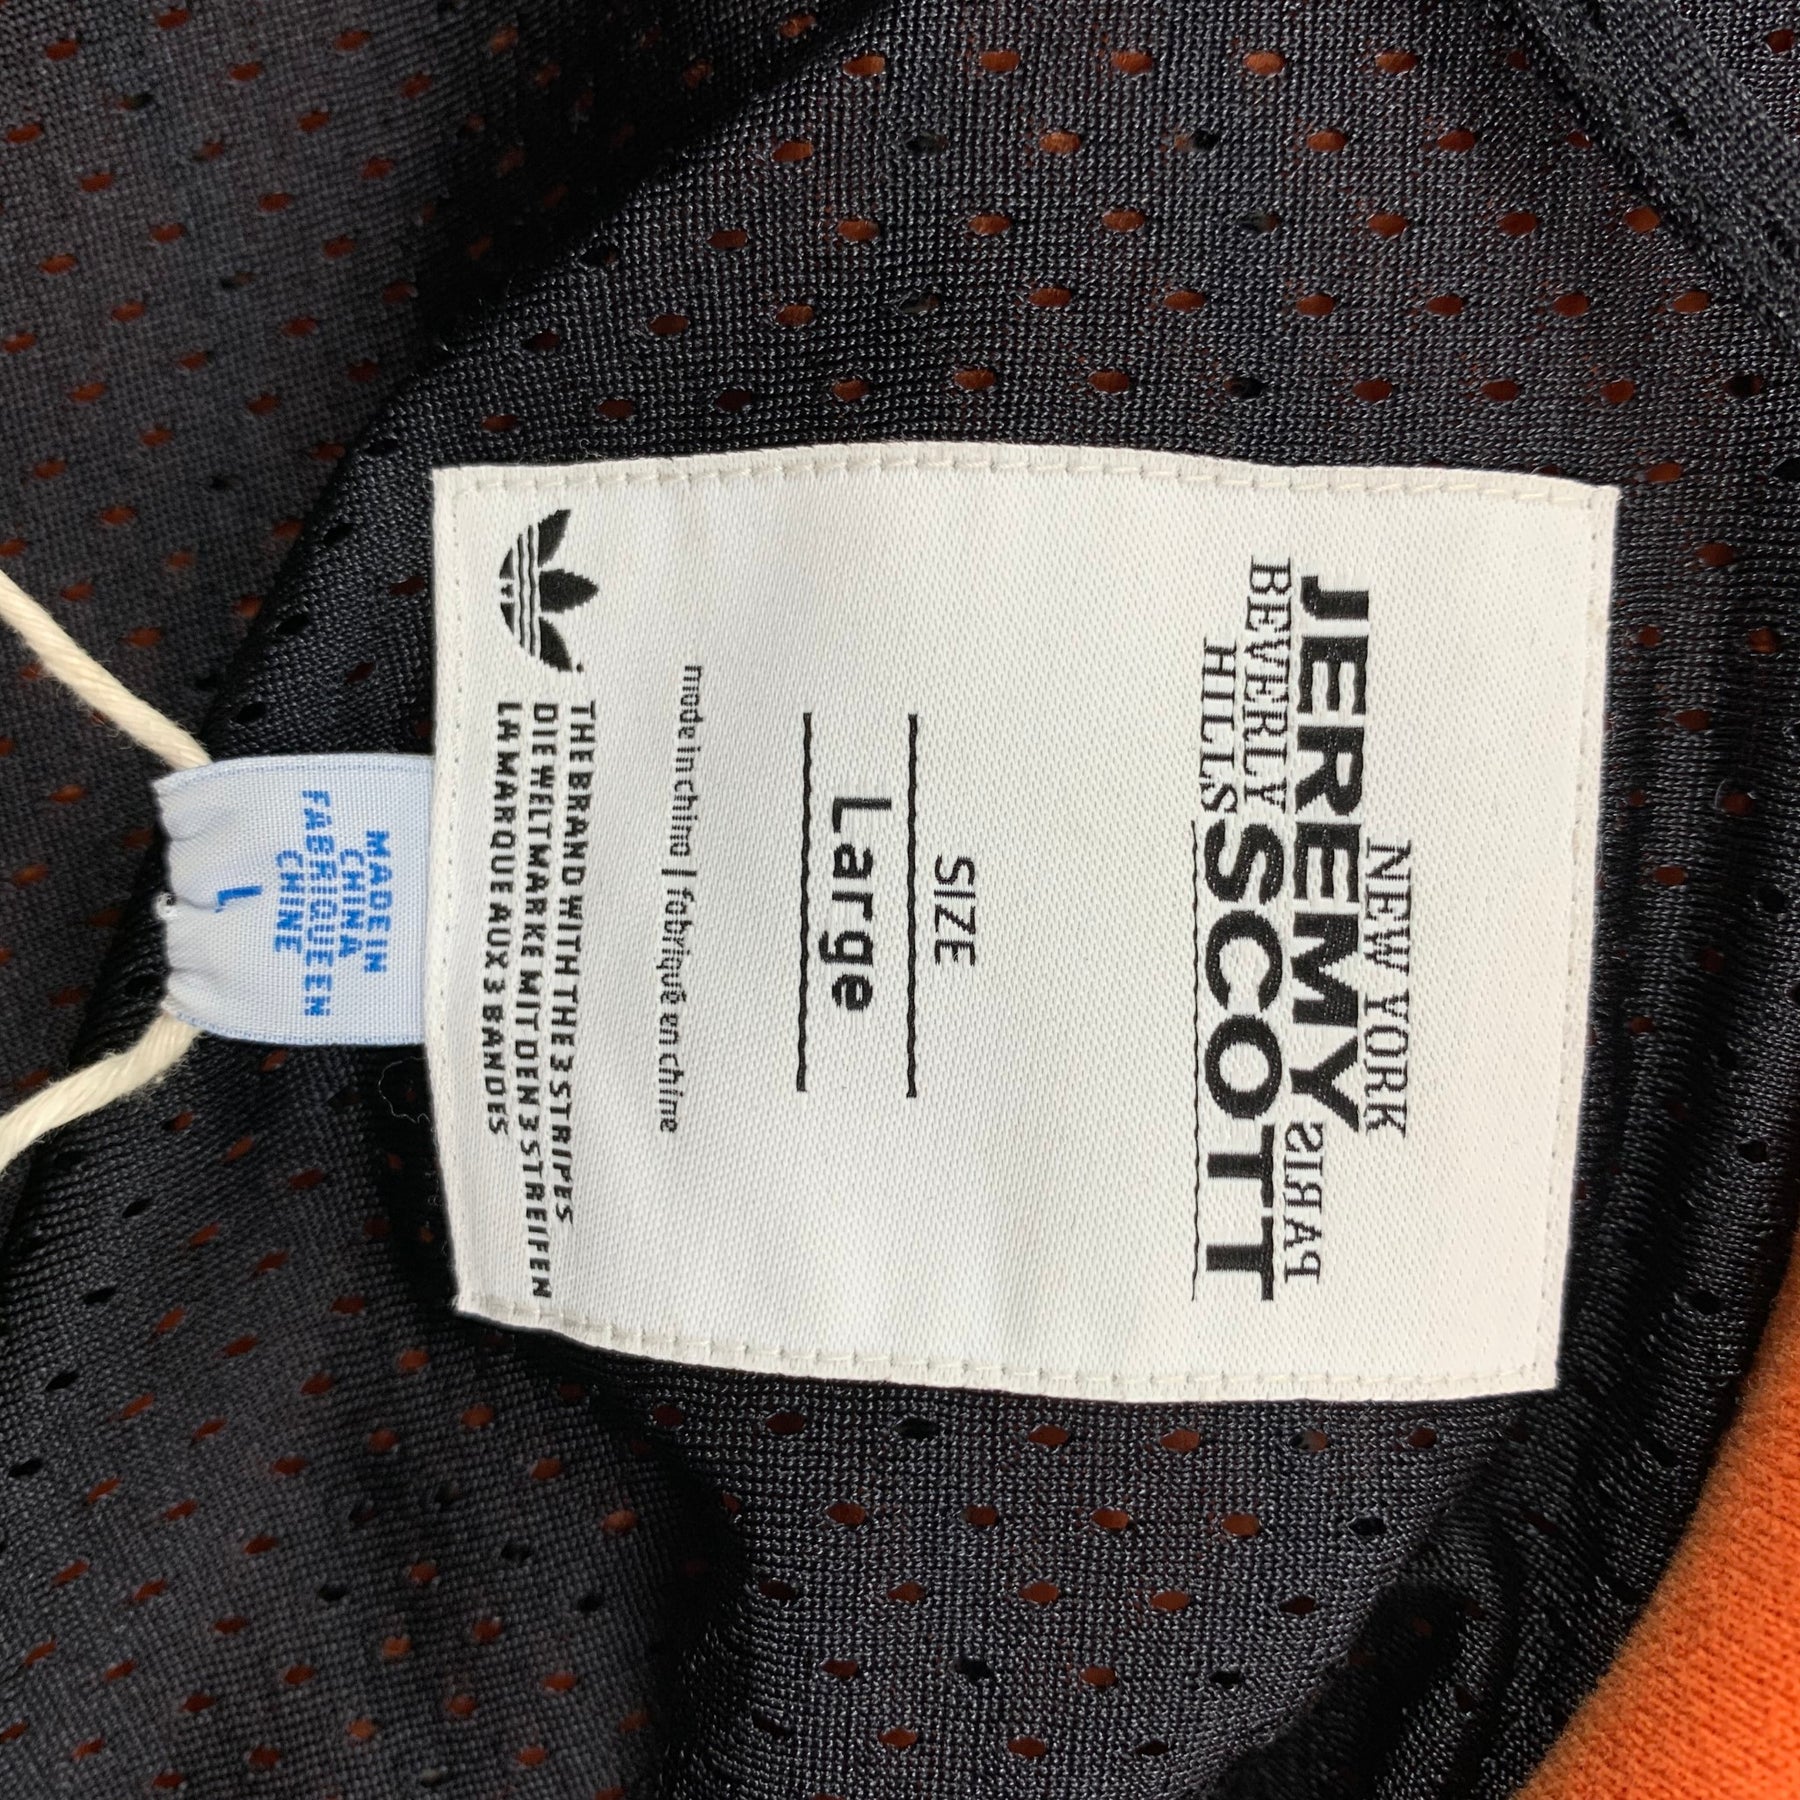 NEW YORK
JEREMY PARIS
BEVERLY
HILLS SCOTT
SIZE
Large
made in china | fabriqué en chine
THE BRAND WITH THE 3 STRIPES
DIE WELTMARKE MIT DEN 3 STREIFEN
LA MARQUE AUX 3 BANDES
MADE IN
CHINA
FABRIQUE EN
CHINE
L